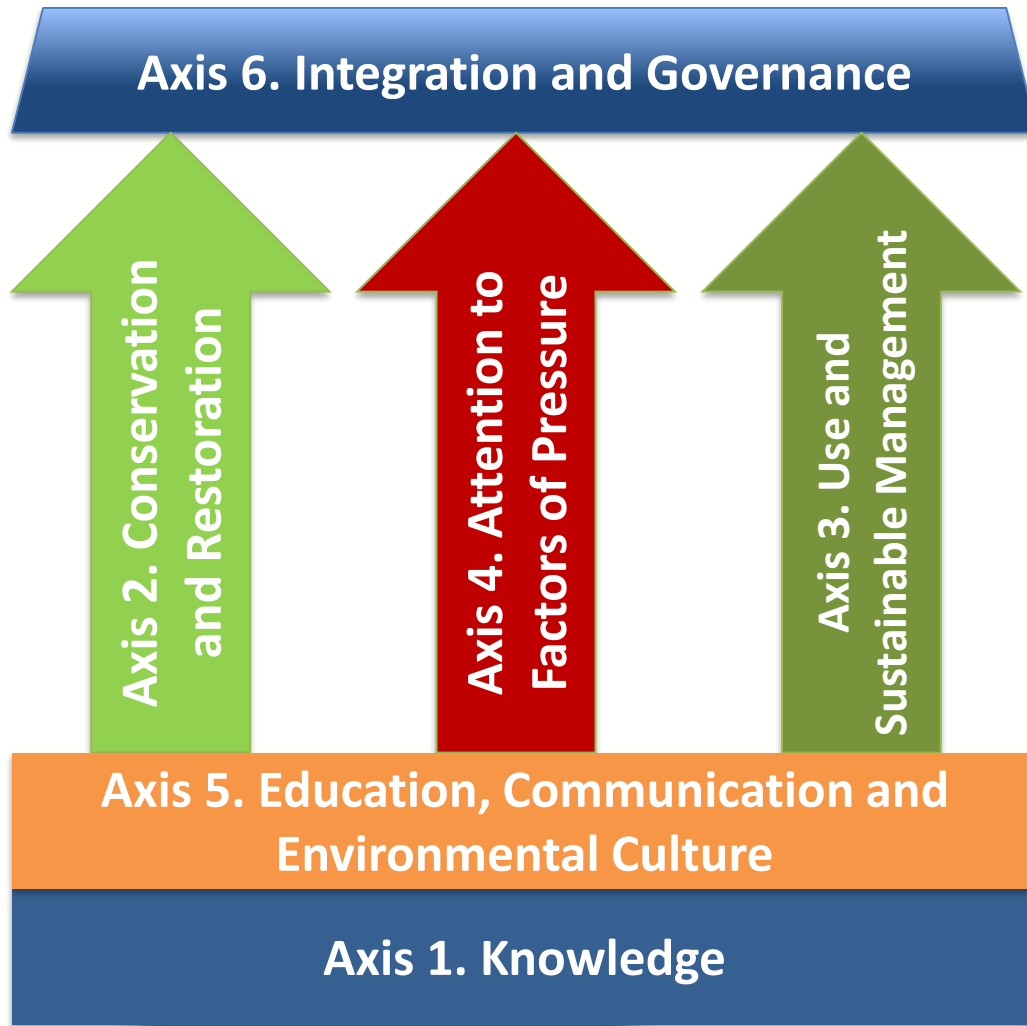 Axis 6. Integration and Governance
Axis 2. Conservation
and Restoration
Axis 4. Attention to
Factors of Pressure
Axis 3. Use and
Sustainable Management
Axis 5. Education, Communication and
Environmental Culture
Axis 1. Knowledge